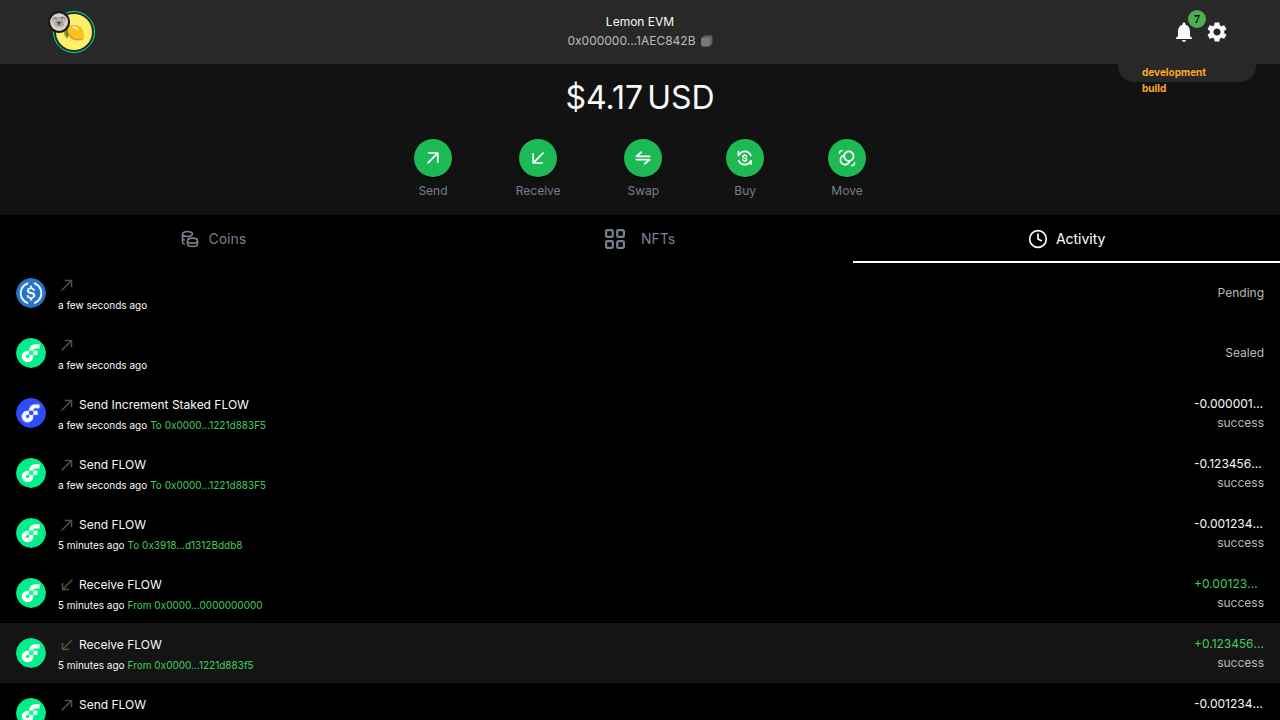 Lemon EVM
0x000000...1AEC842B
7
development
build
$4.17 USD
Send
Receive
Swap
Buy
Move
Coins
NFTs
Activity
a few seconds ago
Pending
a few seconds ago
Sealed
Send Increment Staked FLOW
-0.000001...
a few seconds ago To 0x0000...1221d883F5
success
Send FLOW
-0.123456...
a few seconds ago To 0x0000...1221d883F5
success
Send FLOW
-0.001234...
5 minutes ago To 0x3918...d1312Bddb8
success
Receive FLOW
+0.00123...
5 minutes ago From 0x0000...0000000000
success
Receive FLOW
+0.123456...
5 minutes ago From 0x0000...1221d883f5
success
Send FLOW
-0.001234...